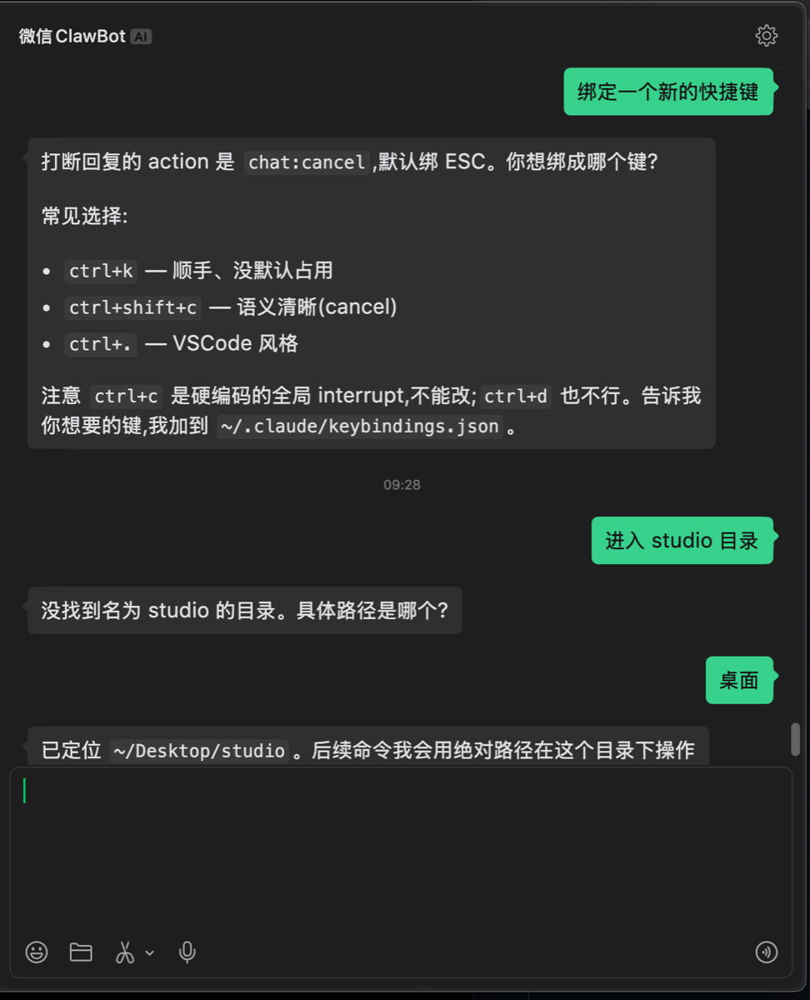 微信ClawBot AI
绑定一个新的快捷键
打断回复的 action 是 chat:cancel ,默认绑 ESC。你想绑成哪个键?
常见选择:
• ctrl+k — 顺手、没默认占用
• ctrl+shift+c — 语义清晰(cancel)
• ctrl+. — VSCode 风格
注意 ctrl+c 是硬编码的全局 interrupt,不能改; ctrl+d 也不行。告诉我
你想要的键,我加到 ~/.claude/keybindings.json 。
09:28
进入 studio 目录
没找到名为 studio 的目录。具体路径是哪个?
桌面
已定位 ~/Desktop/studio 。后续命令我会用绝对路径在这个目录下操作